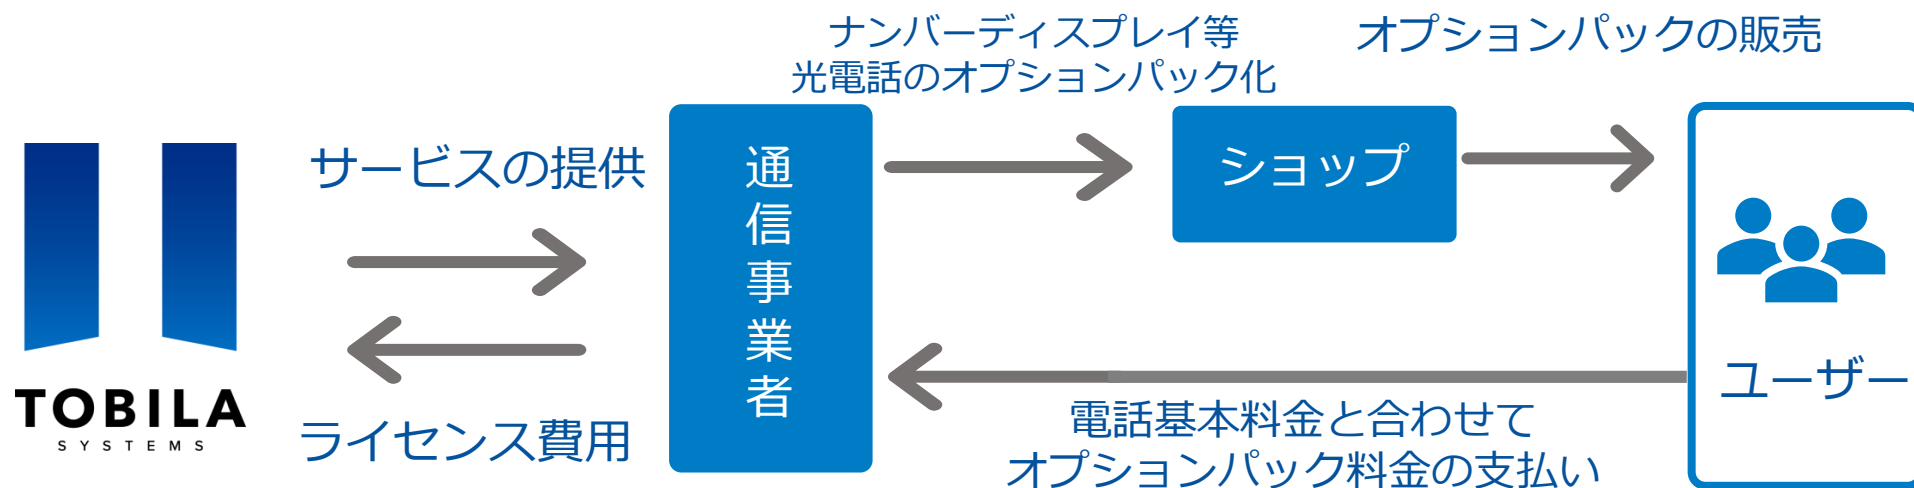 ナンバーディスプレイ等
光電話のオプションパック化
オプションパックの販売
サービスの提供
通信事業者
ショップ
TOBILA
SYSTEMS
ライセンス費用
ユーザー
電話基本料金と合わせて
オプションパック料金の支払い